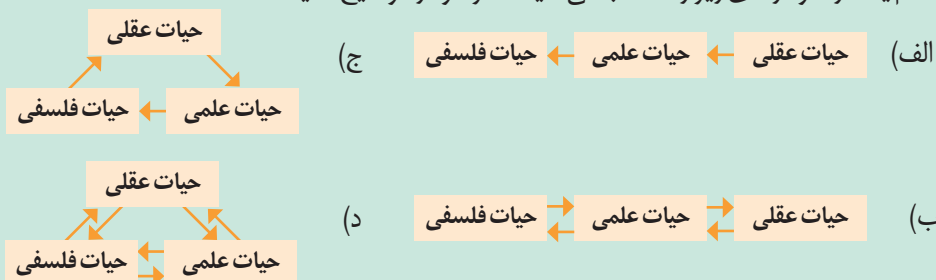 الف)
حیات عقلی
حیات علمی
حیات فلسفی
ج)
حیات عقلی
حیات علمی
حیات فلسفی
ب)
حیات عقلی
حیات علمی
حیات فلسفی
د)
حیات عقلی
حیات علمی
حیات فلسفی